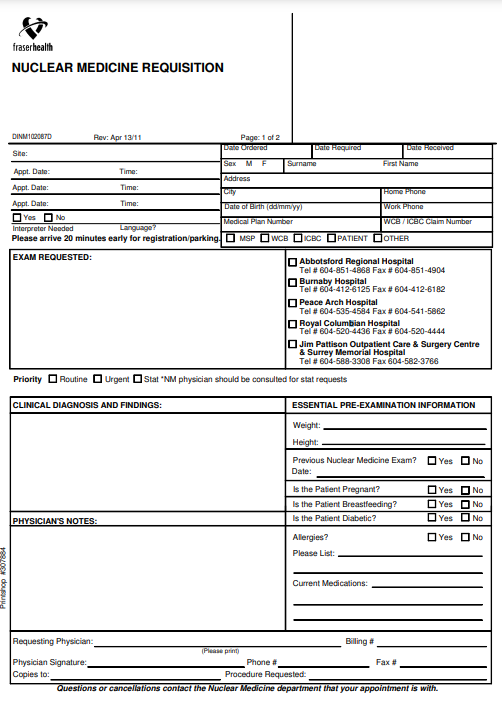 fraserhealth
NUCLEAR MEDICINE REQUISITION
DINM102087D Rev: Apr 13/11 Page: 1 of 2
Site:
Appt. Date: Time:
Appt. Date: Time:
Appt. Date: Time:
Yes No
Interpreter Needed Language?
Please arrive 20 minutes early for registration/parking.
Date Ordered Date Required Date Received
Sex M F Surname First Name
Address
City Home Phone
Date of Birth (dd/mm/yy) Work Phone
Medical Plan Number WCB / ICBC Claim Number
MSP WCB ICBC PATIENT OTHER
EXAM REQUESTED:
Abbotsford Regional Hospital
Tel # 604-851-4868 Fax # 604-851-4904
Burnaby Hospital
Tel # 604-412-6125 Fax # 604-412-6182
Peace Arch Hospital
Tel # 604-535-4584 Fax # 604-541-5862
Royal Columbian Hospital
Tel # 604-520-4436 Fax # 604-520-4444
Jim Pattison Outpatient Care & Surgery Centre
& Surrey Memorial Hospital
Tel # 604-588-3308 Fax 604-582-3766
Priority Routine Urgent Stat *NM physician should be consulted for stat requests
CLINICAL DIAGNOSIS AND FINDINGS:
PHYSICIAN'S NOTES:
ESSENTIAL PRE-EXAMINATION INFORMATION
Weight:
Height:
Previous Nuclear Medicine Exam? Yes No
Date:
Is the Patient Pregnant? Yes No
Is the Patient Breastfeeding? Yes No
Is the Patient Diabetic? Yes No
Allergies? Yes No
Please List:
Current Medications:
Printshop #307884
Requesting Physician: Billing #
(Please print)
Physician Signature: Phone # Fax #
Copies to: Procedure Requested:
Questions or cancellations contact the Nuclear Medicine department that your appointment is with.